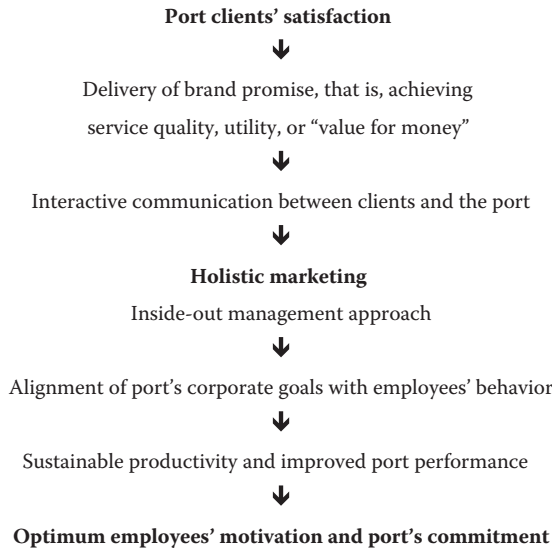 Port clients’ satisfaction
Delivery of brand promise, that is, achieving
service quality, utility, or “value for money”
Interactive communication between clients and the port
Holistic marketing
Inside-out management approach
Alignment of port’s corporate goals with employees’ behavior
Sustainable productivity and improved port performance
Optimum employees’ motivation and port’s commitment